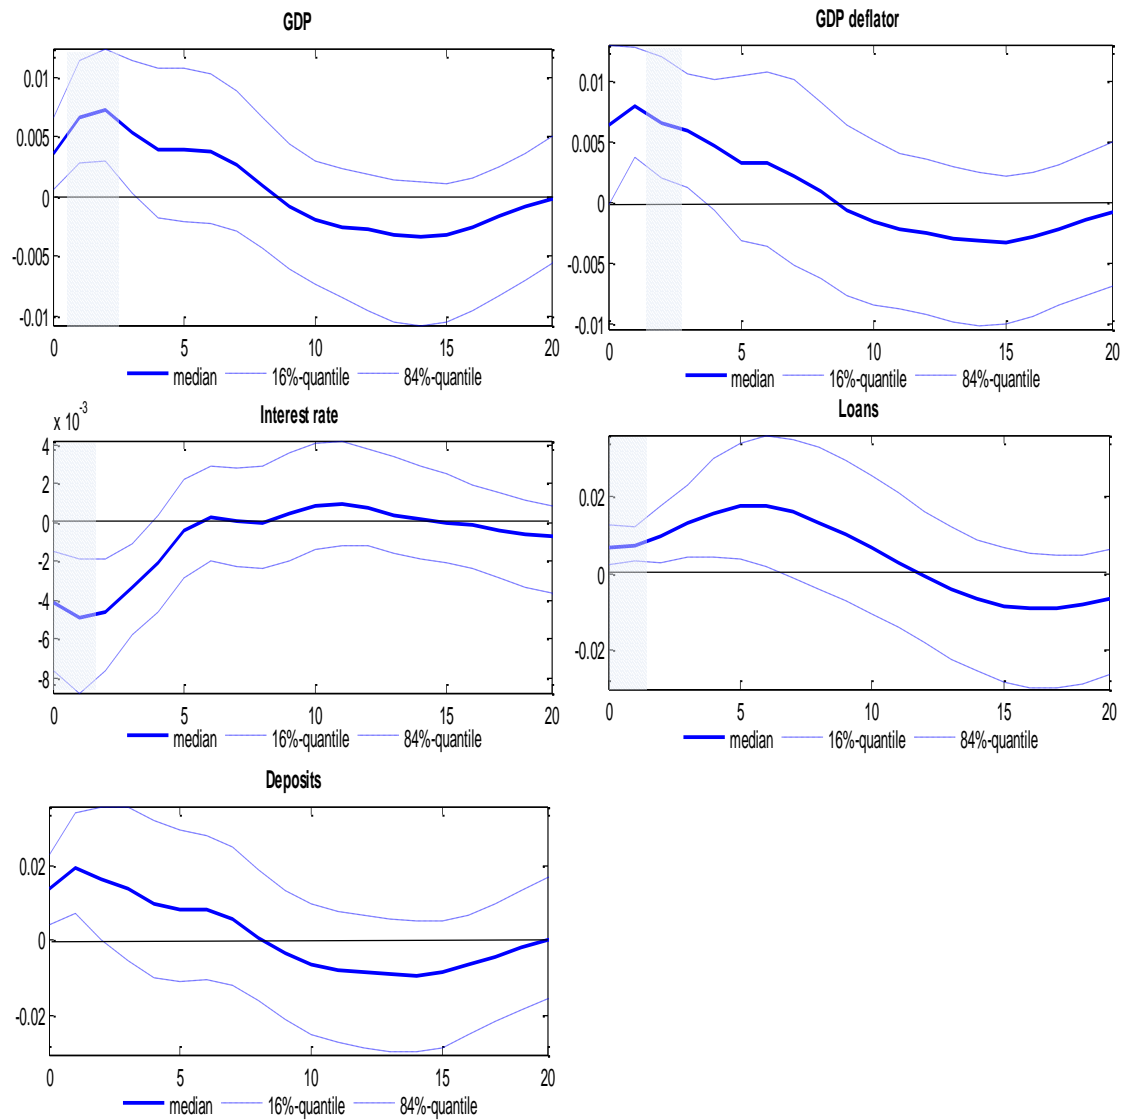 GDP
0.01
0.005
0
-0.005
-0.01
0 5 10 15 20
median 16%-quantile 84%-quantile
GDP deflator
0.01
0.005
0
-0.005
-0.01
0 5 10 15 20
median 16%-quantile 84%-quantile
x 10-3
Interest rate
4
2
0
-2
-4
-6
-8
0 5 10 15 20
median 16%-quantile 84%-quantile
Loans
0.02
0
-0.02
0 5 10 15 20
median 16%-quantile 84%-quantile
Deposits
0.02
0
-0.02
0 5 10 15 20
median 16%-quantile 84%-quantile